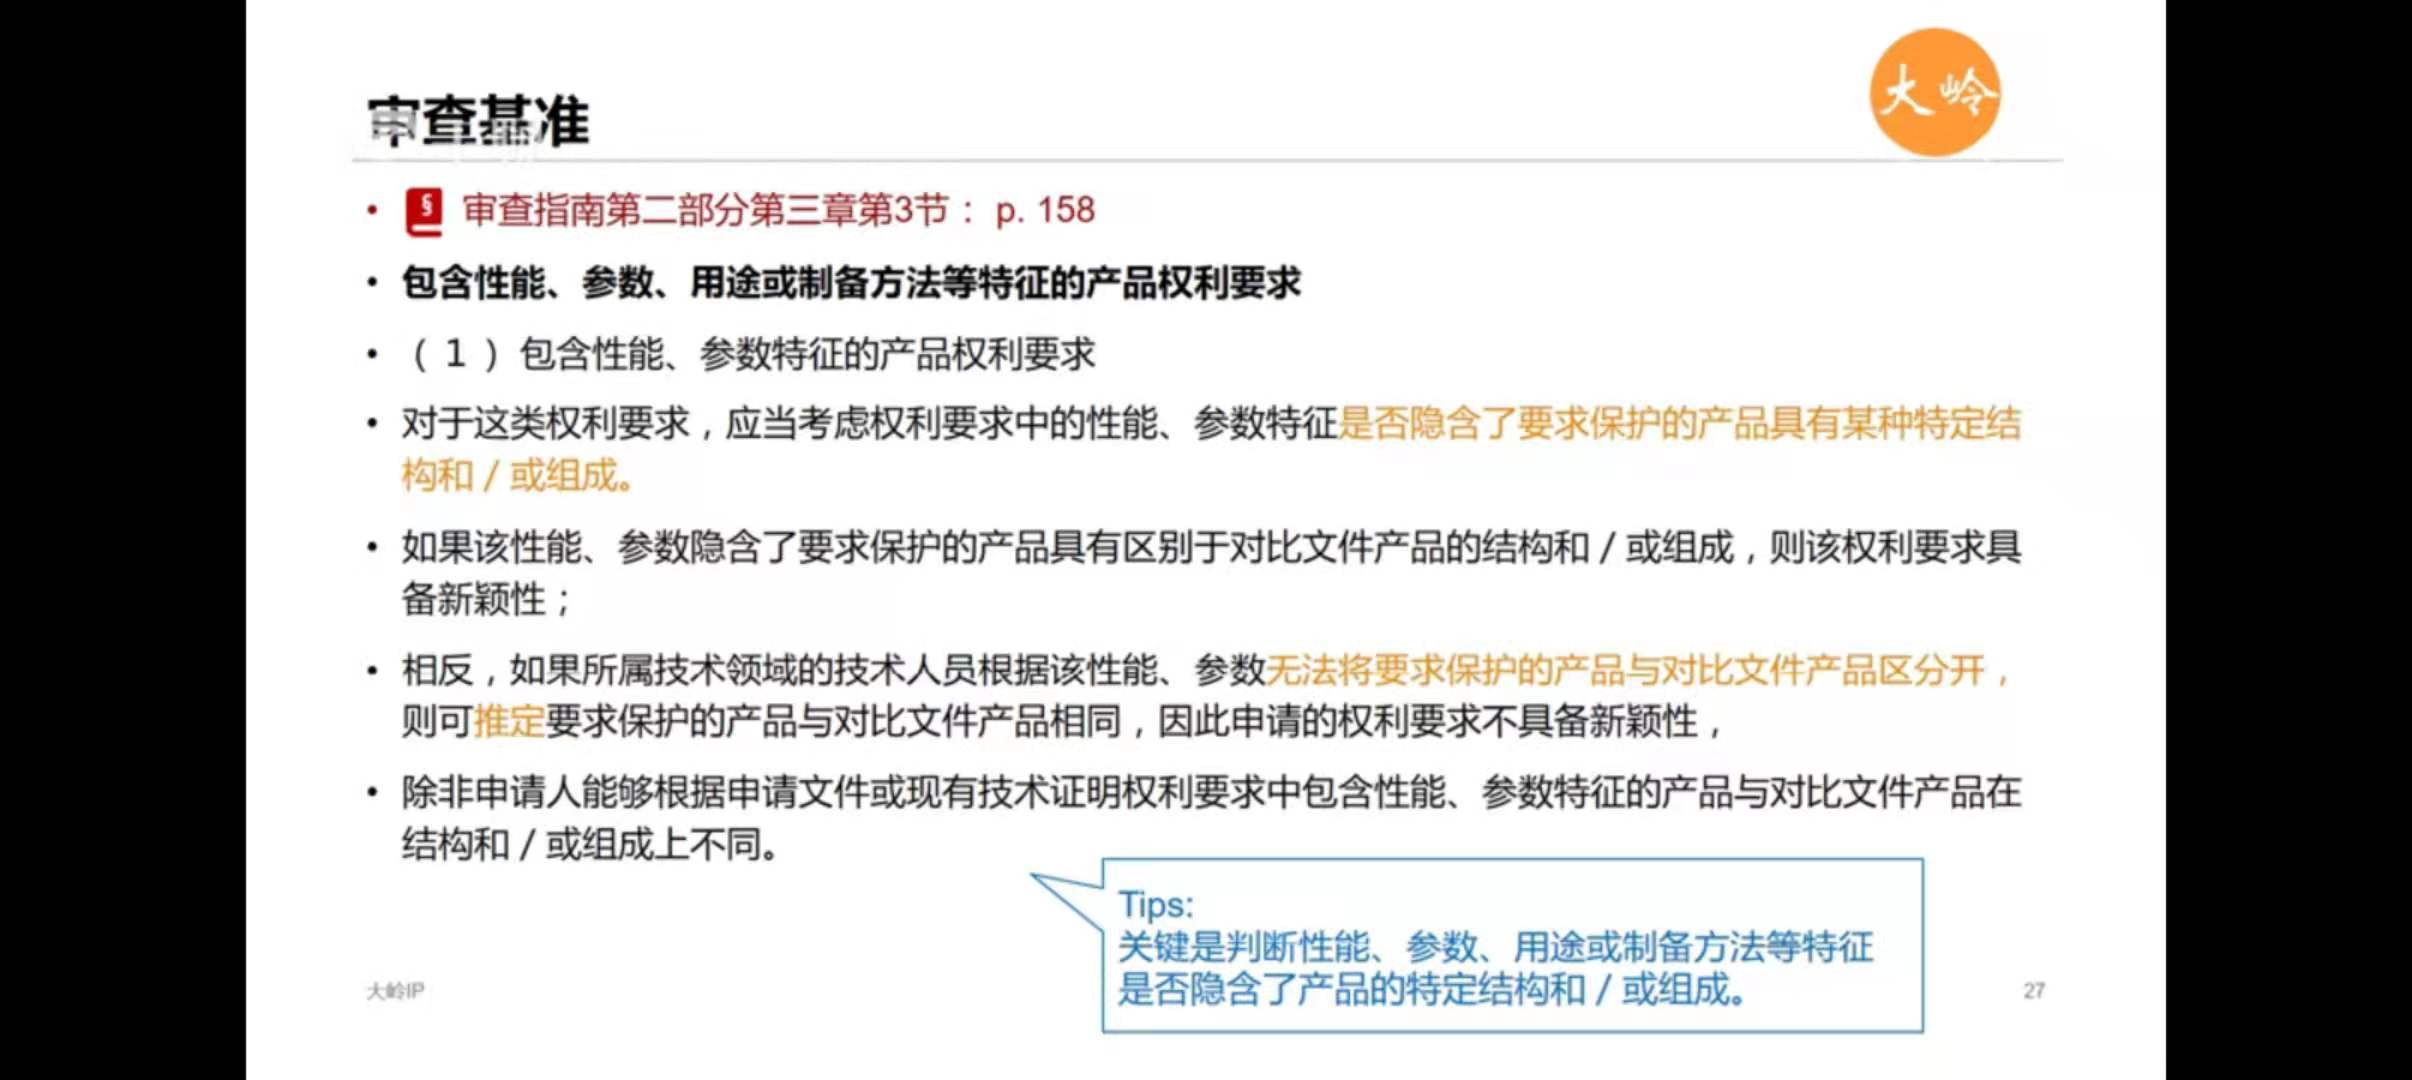 大岭
审查基准
• § 审查指南第二部分第三章第3节： p. 158
• 包含性能、参数、用途或制备方法等特征的产品权利要求
• （1）包含性能、参数特征的产品权利要求
• 对于这类权利要求，应当考虑权利要求中的性能、参数特征是否隐含了要求保护的产品具有某种特定结
构和 / 或组成。
• 如果该性能、参数隐含了要求保护的产品具有区别于对比文件产品的结构和 / 或组成，则该权利要求具
备新颖性；
• 相反，如果所属技术领域的技术人员根据该性能、参数无法将要求保护的产品与对比文件产品区分开，
则可推定要求保护的产品与对比文件产品相同，因此申请的权利要求不具备新颖性，
• 除非申请人能够根据申请文件或现有技术证明权利要求中包含性能、参数特征的产品与对比文件产品在
结构和 / 或组成上不同。
Tips:
关键是判断性能、参数、用途或制备方法等特征
是否隐含了产品的特定结构和 / 或组成。
大岭IP
27